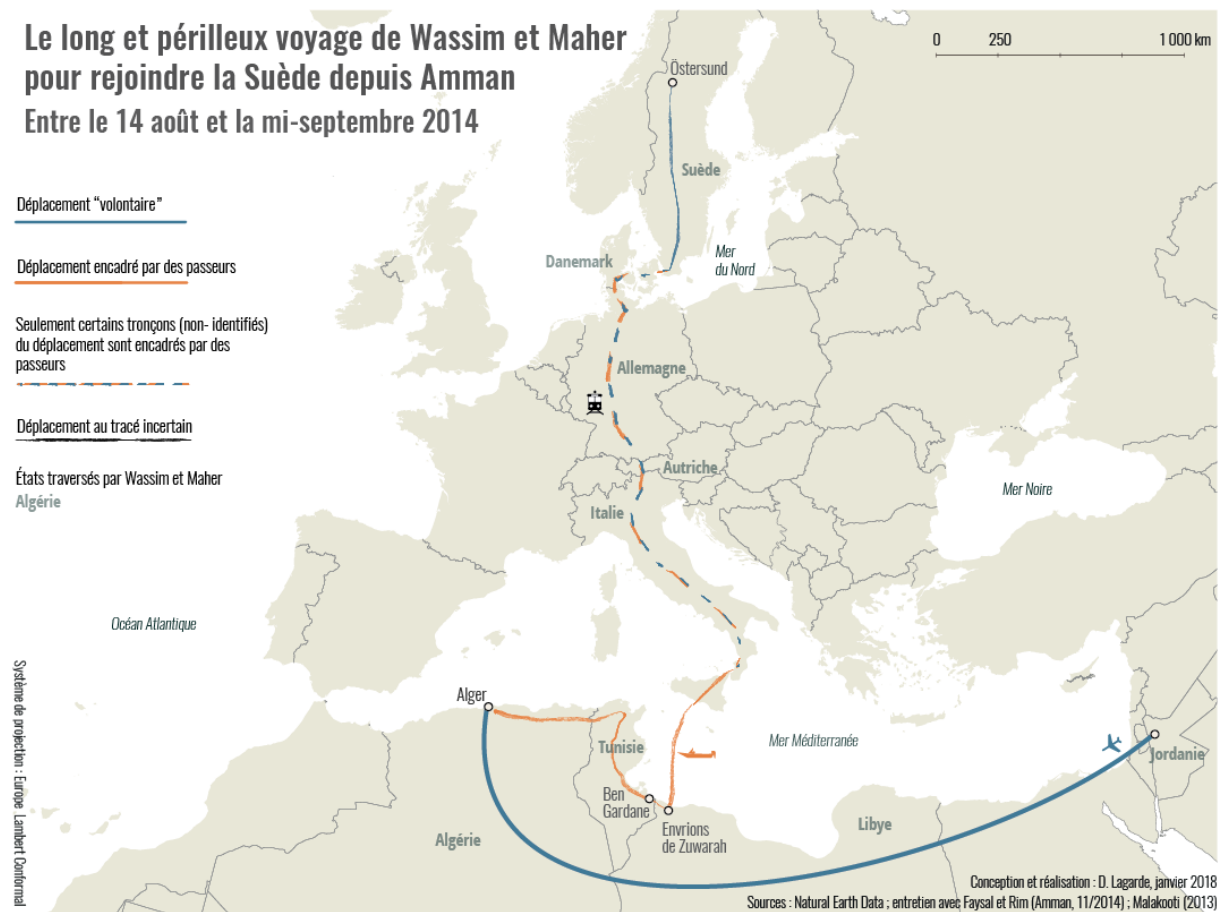 Le long et périlleux voyage de Wassim et Maher
pour rejoindre la Suède depuis Amman
Entre le 14 août et la mi-septembre 2014
0 250 1 000 km
Déplacement “volontaire”
Déplacement encadré par des passeurs
Seulement certains tronçons (non- identifiés)
du déplacement sont encadrés par des
passeurs
Déplacement au tracé incertain
États traversés par Wassim et Maher
Algérie
Östersund
Suède
Mer
du Nord
Danemark
Allemagne
Autriche
Italie
Mer Noire
Océan Atlantique
Alger
Tunisie
Mer Méditerranée
Jordanie
Ben
Gardane
Envrions
de Zuwarah
Algérie
Libye
Système de projection : Europe Lambert Conformal
Conception et réalisation : D. Lagarde, janvier 2018
Sources : Natural Earth Data ; entretien avec Faysal et Rim (Amman, 11/2014) ; Malakooti (2013)